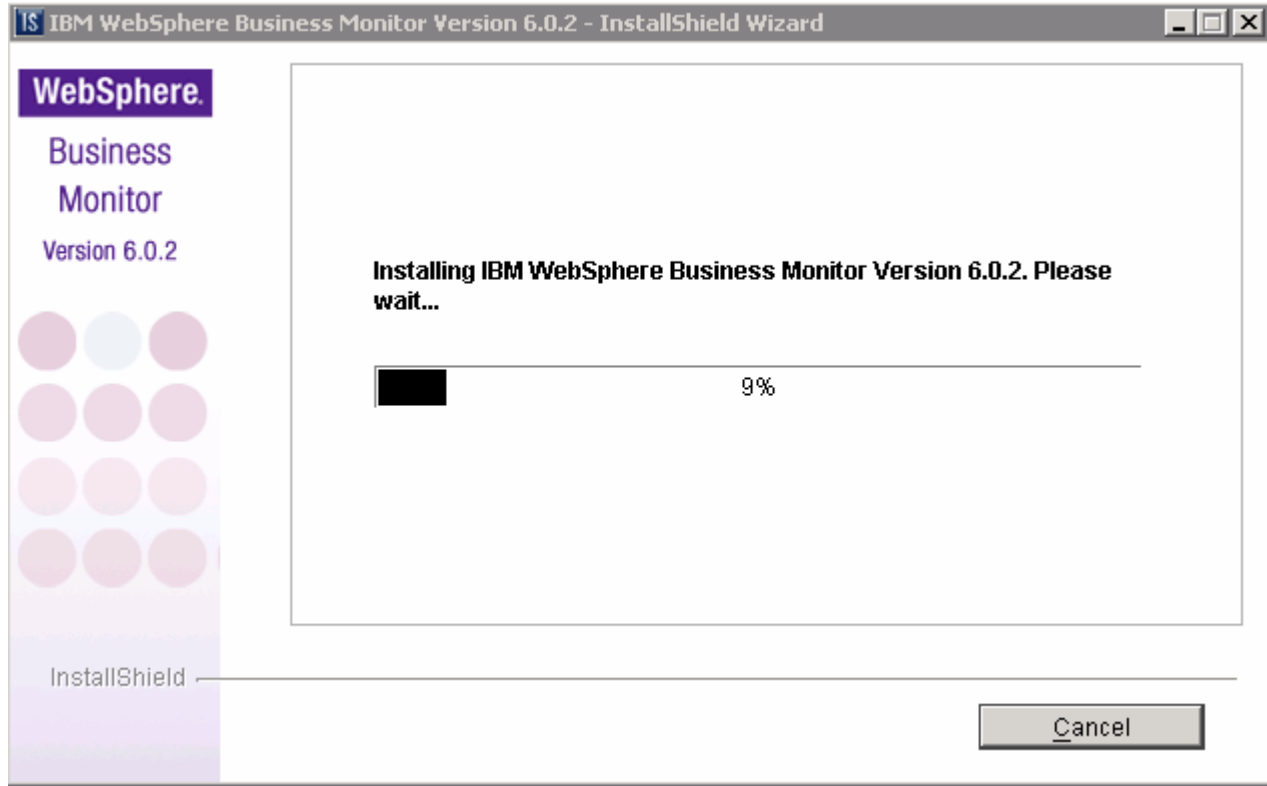 IS IBM WebSphere Business Monitor Version 6.0.2 - InstallShield Wizard
WebSphere.
Business
Monitor
Version 6.0.2
Installing IBM WebSphere Business Monitor Version 6.0.2. Please
wait...
9%
InstallShield
Cancel